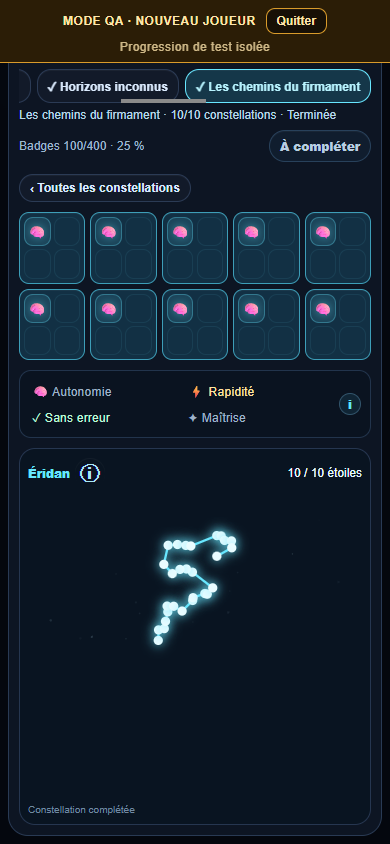 MODE QA · NOUVEAU JOUEUR Quitter
Progression de test isolée
✓ Horizons inconnus ✓ Les chemins du firmament
Les chemins du firmament · 10/10 constellations · Terminée
Badges 100/400 · 25 % À compléter
‹ Toutes les constellations
Autonomie Rapidité
✓ Sans erreur Maîtrise
i
Éridan i 10 / 10 étoiles
Constellation complétée